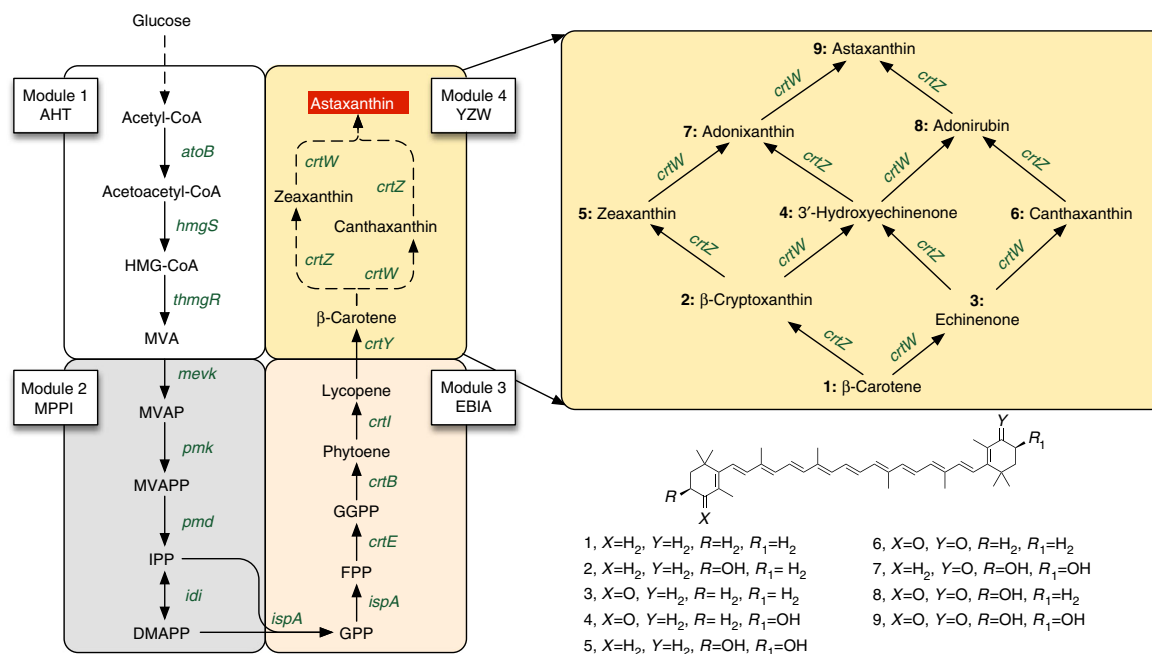 Glucose
Module 1
AHT
Acetyl-CoA
atoB
Acetoacetyl-CoA
hmgS
HMG-CoA
thmgR
MVA
Module 2
MPPI
mevk
MVAP
pmk
MVAPP
pmd
IPP
idi
DMAPP
ispA
GPP
ispA
FPP
crtE
GGPP
crtB
Phytoene
crtI
Lycopene
Module 3
EBIA
crtY
β-Carotene
crtZ
crtW
Zeaxanthin
Canthaxanthin
crtW
crtZ
Astaxanthin
Module 4
YZW
9: Astaxanthin
crtW
crtZ
7: Adonixanthin
8: Adonirubin
crtW
crtZ
crtW
crtZ
5: Zeaxanthin
4: 3′-Hydroxyechinenone
6: Canthaxanthin
crtZ
crtW
crtZ
crtW
2: β-Cryptoxanthin
3:
Echinenone
crtZ
crtW
1: β-Carotene
Y
R1
R
X
1, X=H2, Y=H2, R=H2, R1=H2
2, X=H2, Y=H2, R=OH, R1= H2
3, X=O, Y=H2, R= H2, R1= H2
4, X=O, Y=H2, R= H2, R1=OH
5, X=H2, Y=H2, R=OH, R1=OH
6, X=O, Y=O, R=H2, R1=H2
7, X=H2, Y=O, R=OH, R1=OH
8, X=O, Y=O, R=OH, R1=H2
9, X=O, Y=O, R=OH, R1=OH